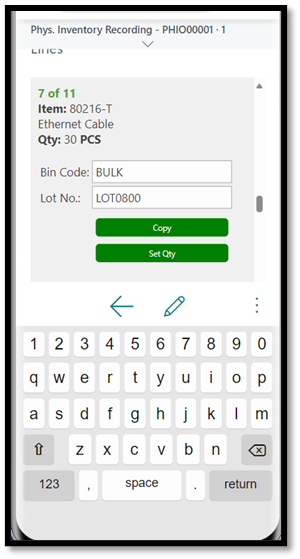 Phys. Inventory Recording - PHIO00001 · 1
Lines
7 of 11
Item: 80216-T
Ethernet Cable
Qty: 30 PCS
Bin Code: BULK
Lot No.: LOT0800
Copy
Set Qty
1 2 3 4 5 6 7 8 9 0
q w e r t y u i o p
a s d f g h j k l m
z x c v b n
123 , space . return